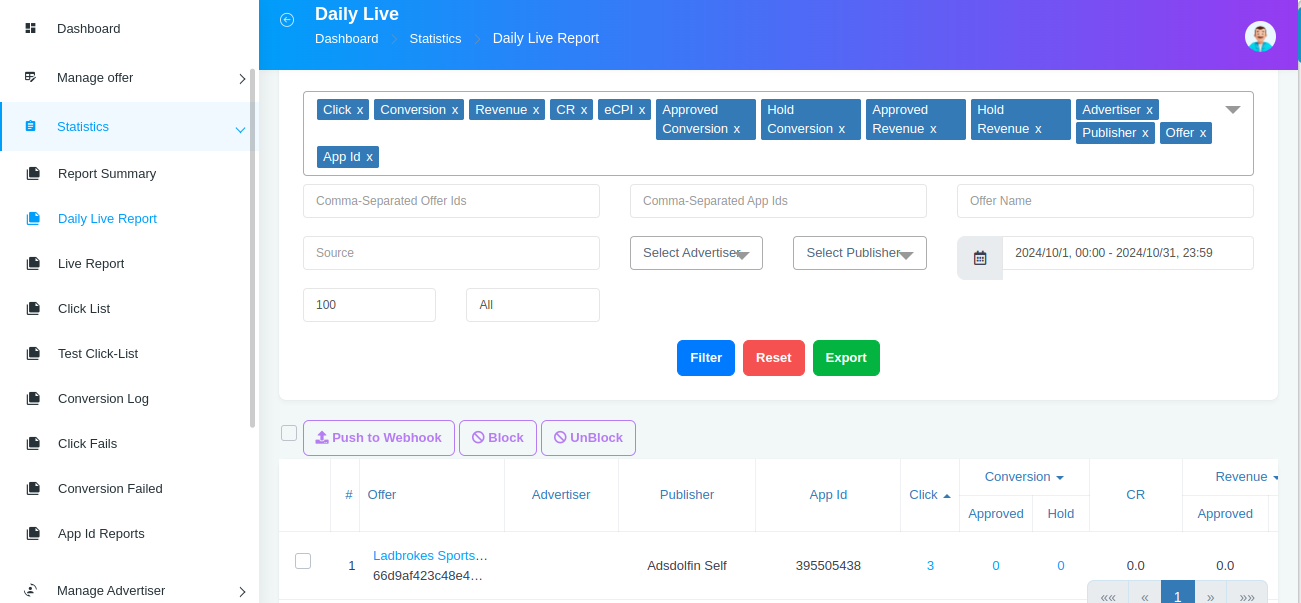 Dashboard
Manage offer
Statistics
Report Summary
Daily Live Report
Live Report
Click List
Test Click-List
Conversion Log
Click Fails
Conversion Failed
App Id Reports
Manage Advertiser
Daily Live
Dashboard Statistics Daily Live Report
Click x Conversion x Revenue x CR x eCPI x Approved Conversion x Hold Conversion x Approved Revenue x Hold Revenue x Advertiser x
Publisher x Offer x
App Id x
Comma-Separated Offer Ids Comma-Separated App Ids Offer Name
Source Select Advertiser Select Publisher 2024/10/1, 00:00 - 2024/10/31, 23:59
100 All
Filter Reset Export
Push to Webhook Block UnBlock
# Offer Advertiser Publisher App Id Click Conversion CR Revenue
Approved Hold Approved
1 Ladbrokes Sports… Adsdolfin Self 395505438 3 0 0 0.0 0.0
66d9af423c48e4…
«« « 1 » »»